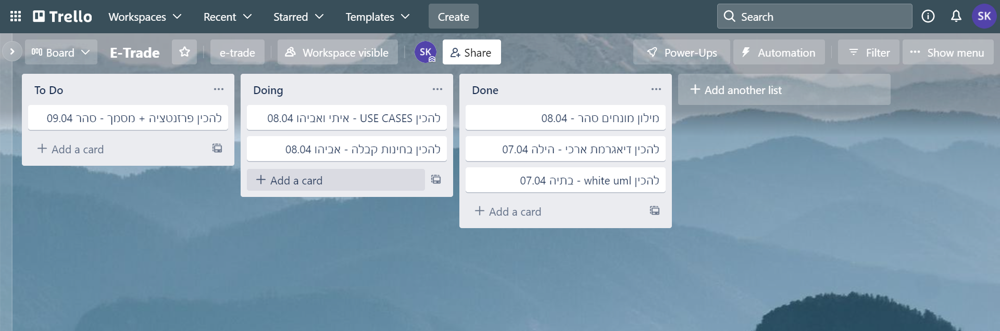 Trello
Workspaces
Recent
Starred
Templates
Create
Search
SK
Board
E-Trade
e-trade
Workspace visible
SK
Share
Power-Ups
Automation
Filter
Show menu
To Do
להכין פרזנטציה + מסמך - סהר 09.04
Add a card
Doing
להכין USE CASES - איתי ואביהו 08.04
להכין בחינות קבלה - אביהו 08.04
Add a card
Done
מילון מונחים סהר - 08.04
להכין דיאגרמת ארכי - הילה 07.04
להכין white uml - בתיה 07.04
Add a card
Add another list